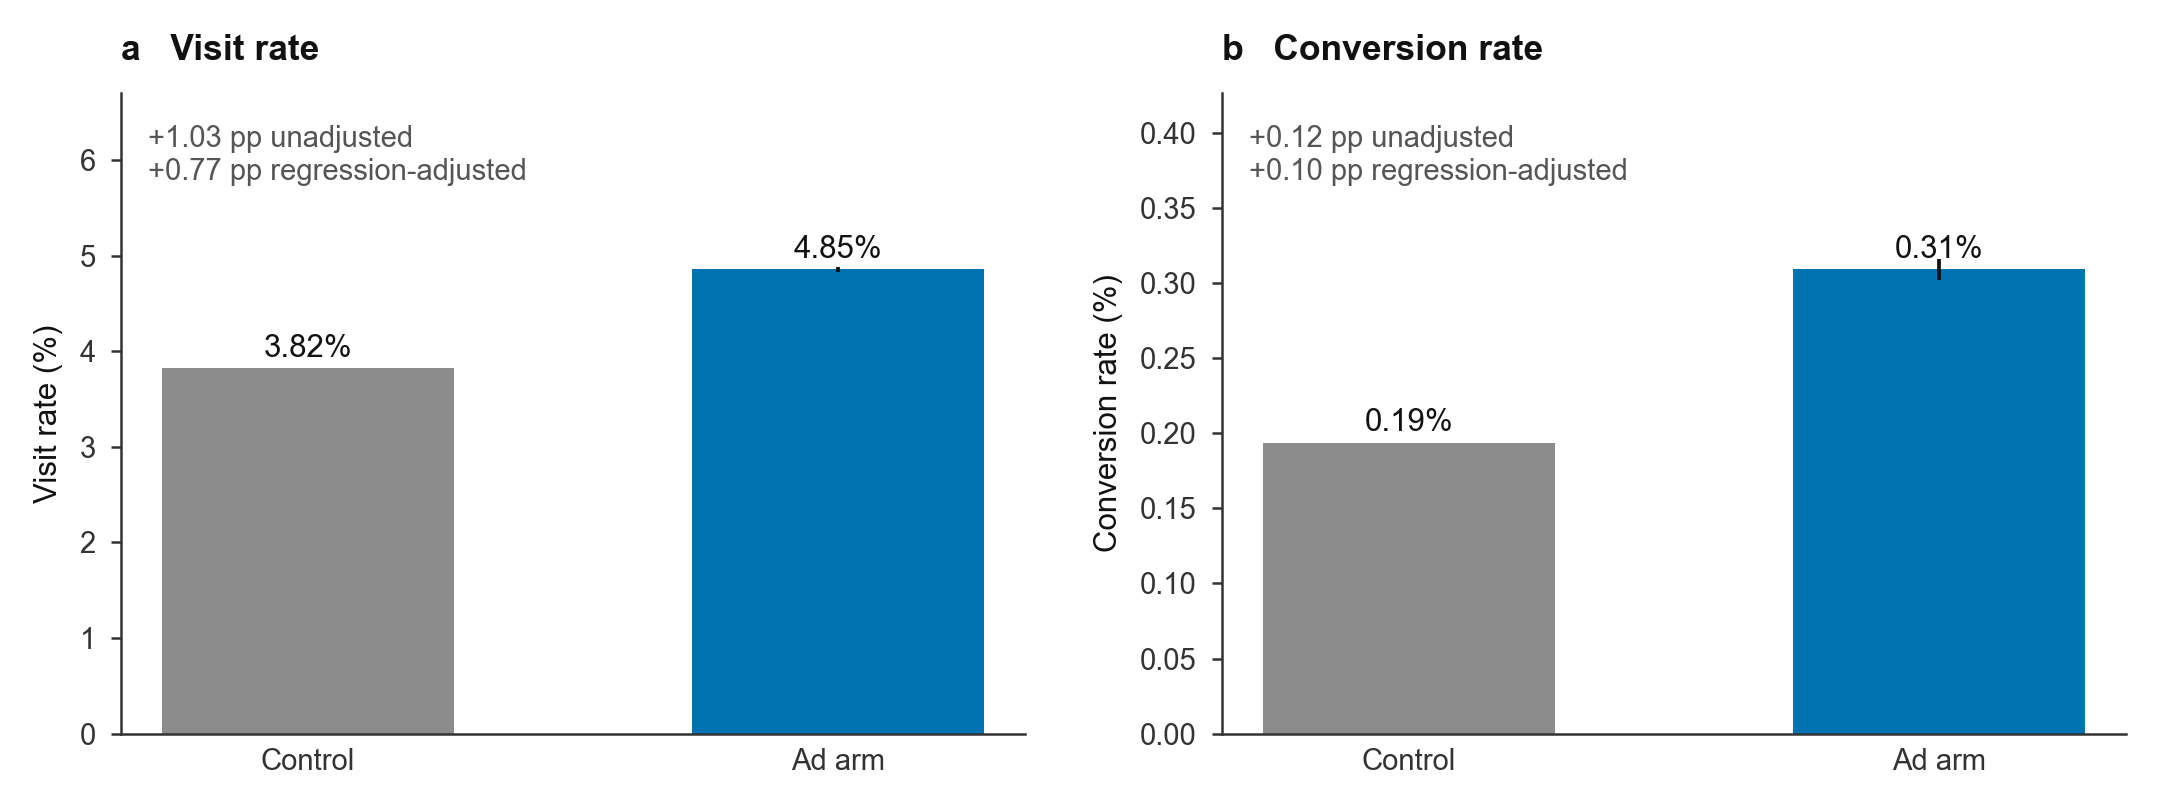 a Visit rate
+1.03 pp unadjusted
+0.77 pp regression-adjusted
Visit rate (%)
6
5
4
3
2
1
0
3.82%
4.85%
Control
Ad arm
b Conversion rate
+0.12 pp unadjusted
+0.10 pp regression-adjusted
Conversion rate (%)
0.40
0.35
0.30
0.25
0.20
0.15
0.10
0.05
0.00
0.19%
0.31%
Control
Ad arm